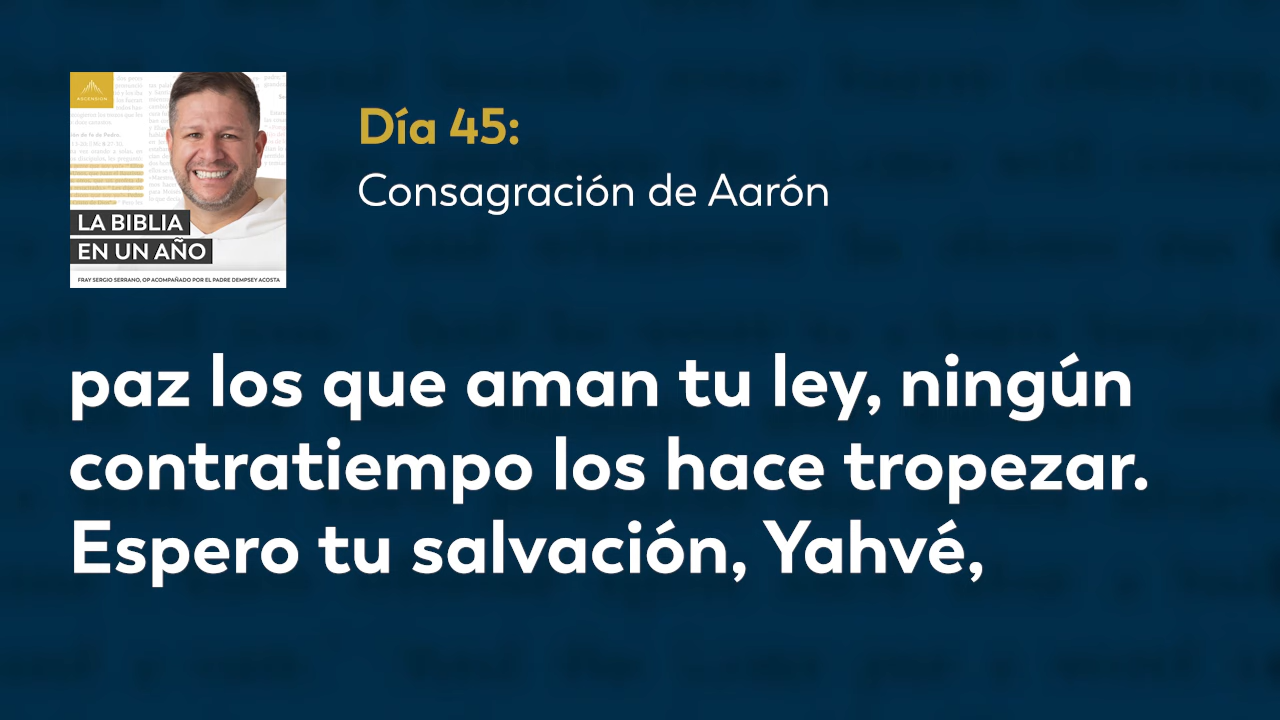 ASCENSION
LA BIBLIA
EN UN AÑO
FRAY SERGIO SERRANO, OP ACOMPAÑADO POR EL PADRE DEMPSEY ACOSTA
Día 45:
Consagración de Aarón
paz los que aman tu ley, ningún
contratiempo los hace tropezar.
Espero tu salvación, Yahvé,